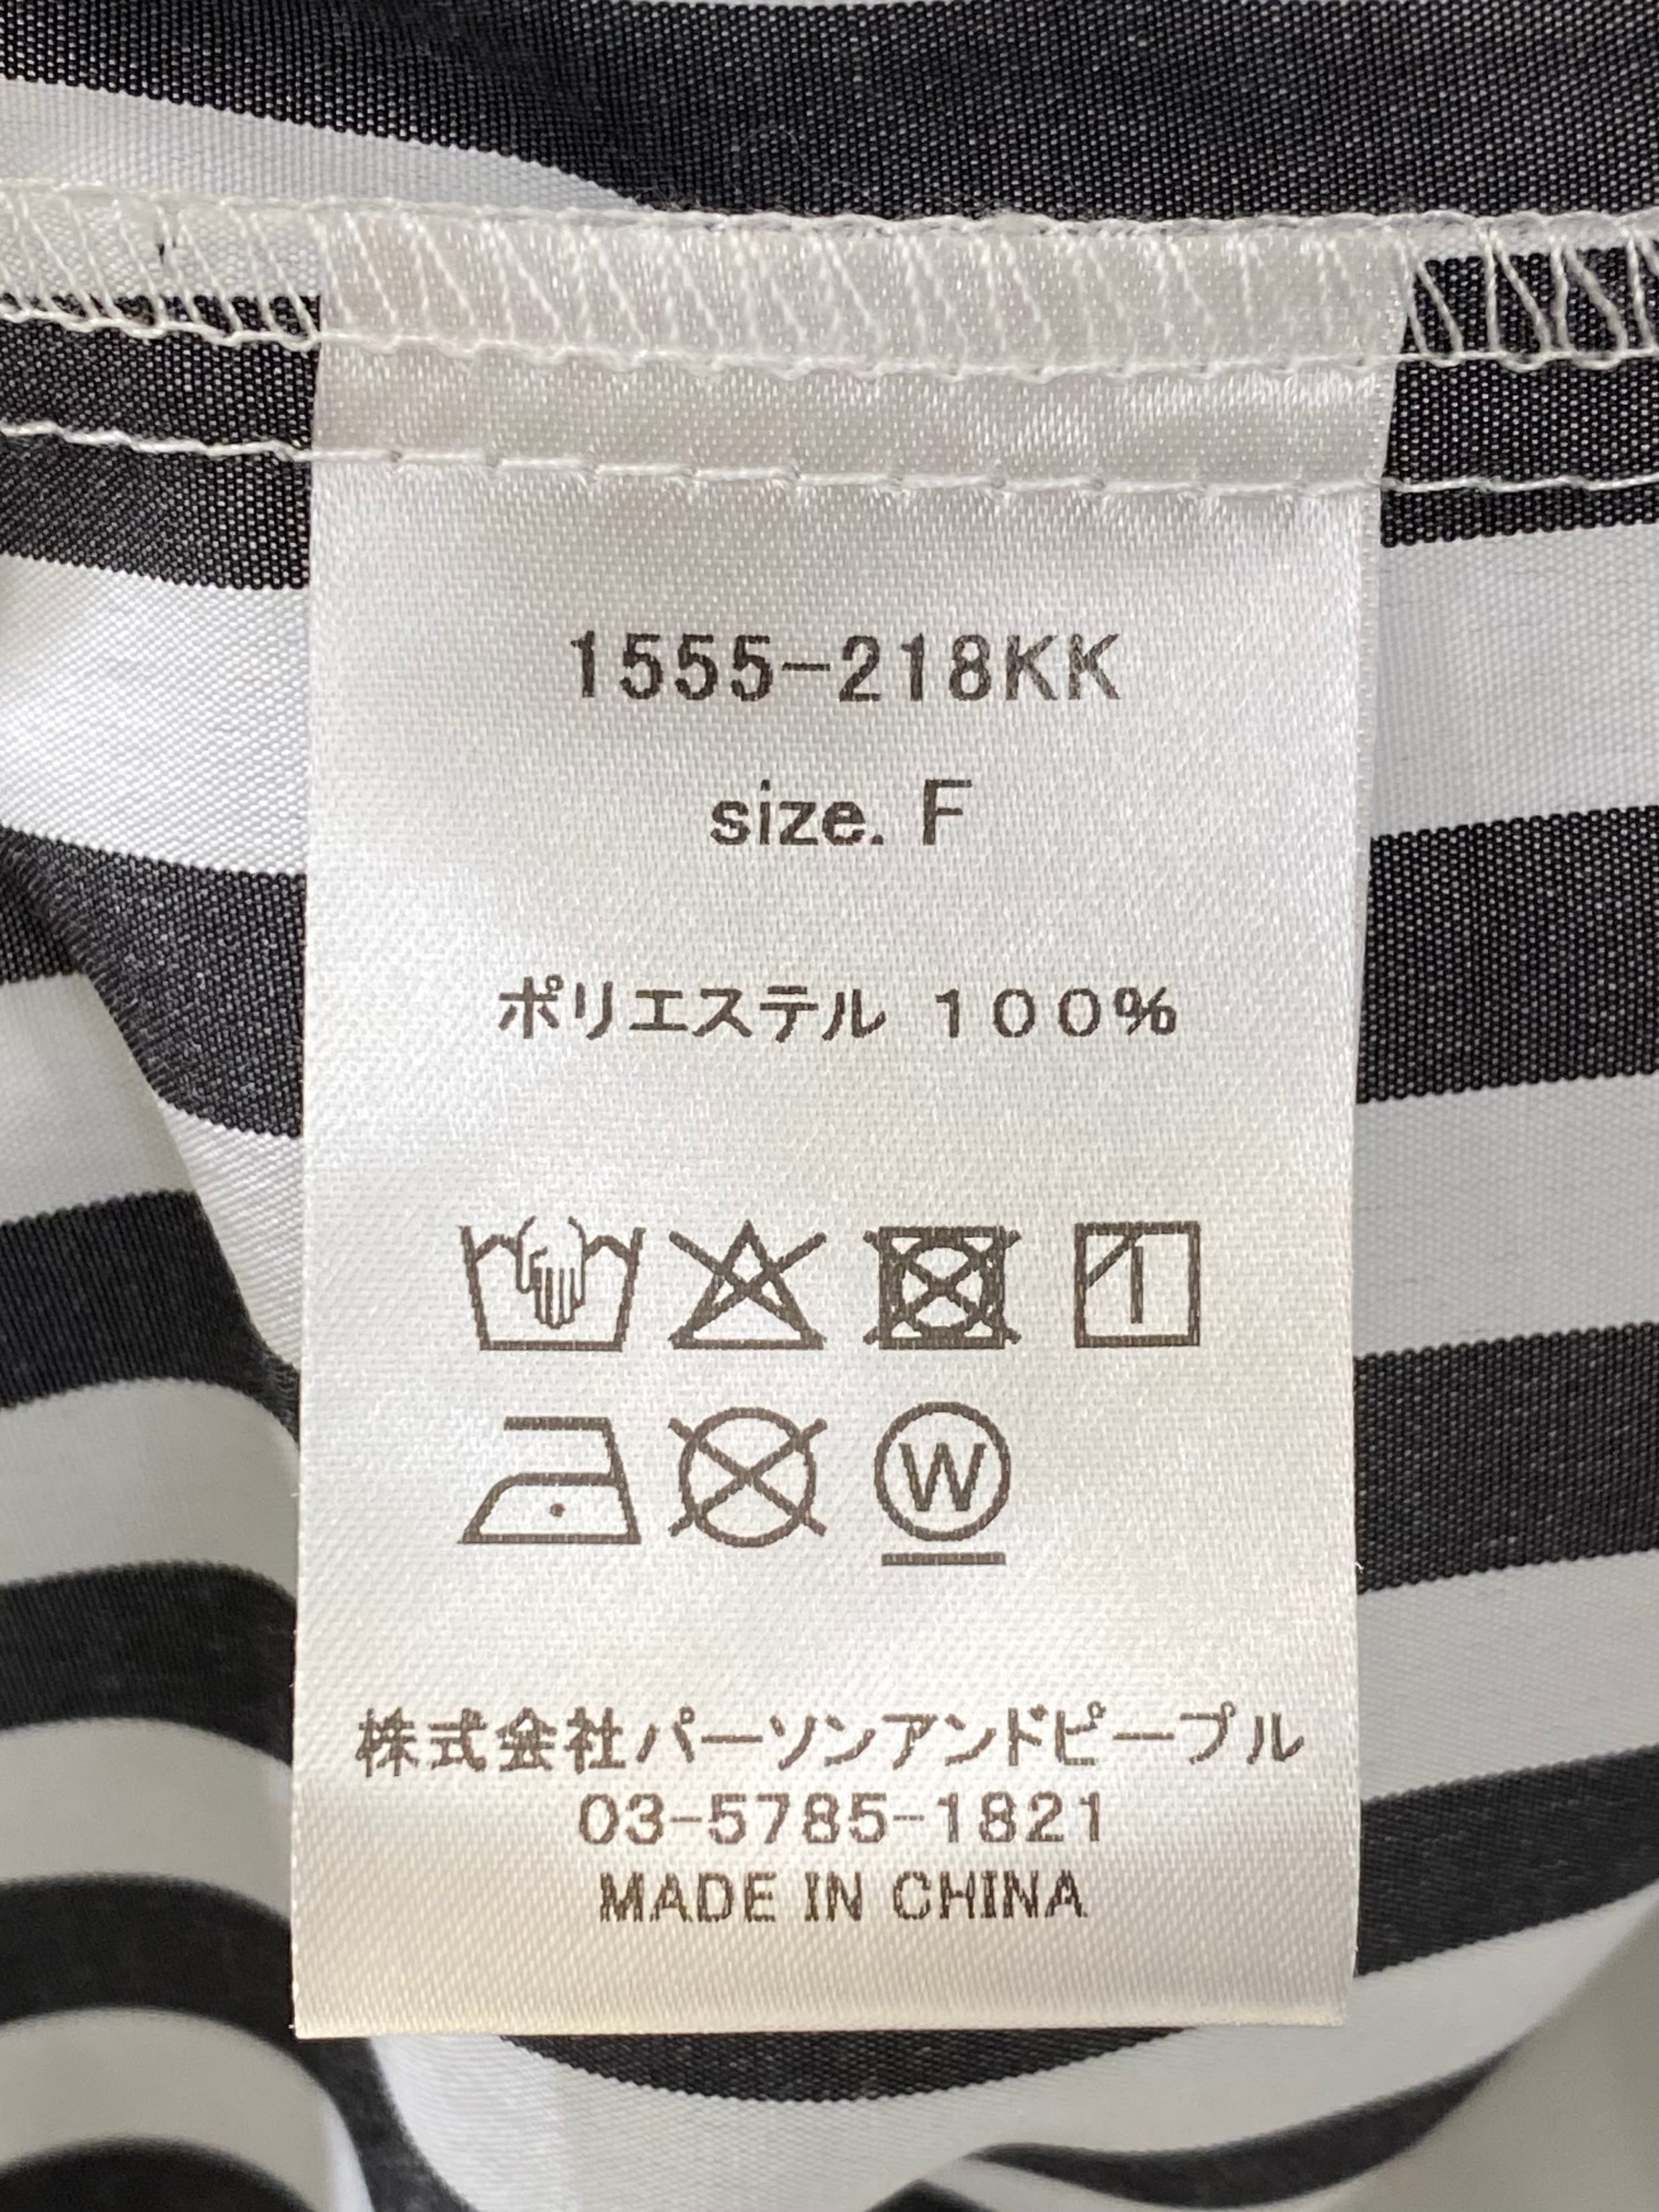 1555-218KK
size. F
ポリエステル 100%
W
株式会社パーソンアンドピープル
03-5785-1821
MADE IN CHINA